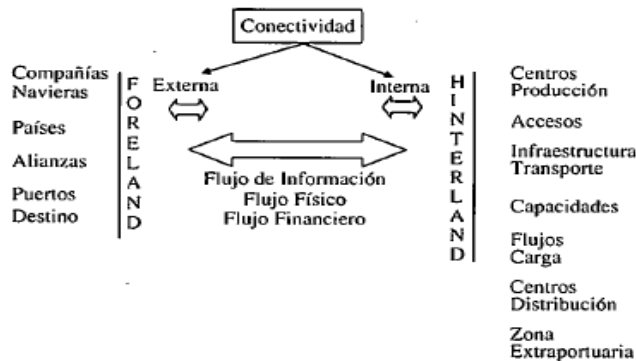 Conectividad
Compañías
Navieras
Países
Alianzas
Puertos
Destino
FORELAND
Externa
Interna
Flujo de Información
Flujo Físico
Flujo Financiero
HINTERLAND
Centros
Producción
Accesos
Infraestructura
Transporte
Capacidades
Flujos
Carga
Centros
Distribución
Zona
Extraportuaria